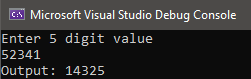 Microsoft Visual Studio Debug Console
Enter 5 digit value
52341
Output: 14325